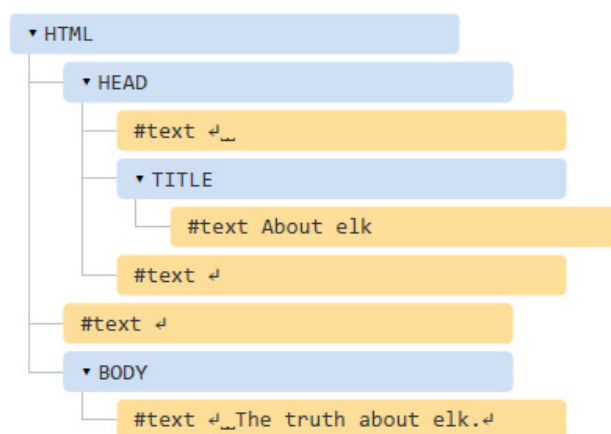 ▾ HTML
▾ HEAD
#text ↵␣␣
▾ TITLE
#text About elk
#text ↵
#text ↵
▾ BODY
#text ↵␣␣The truth about elk.↵